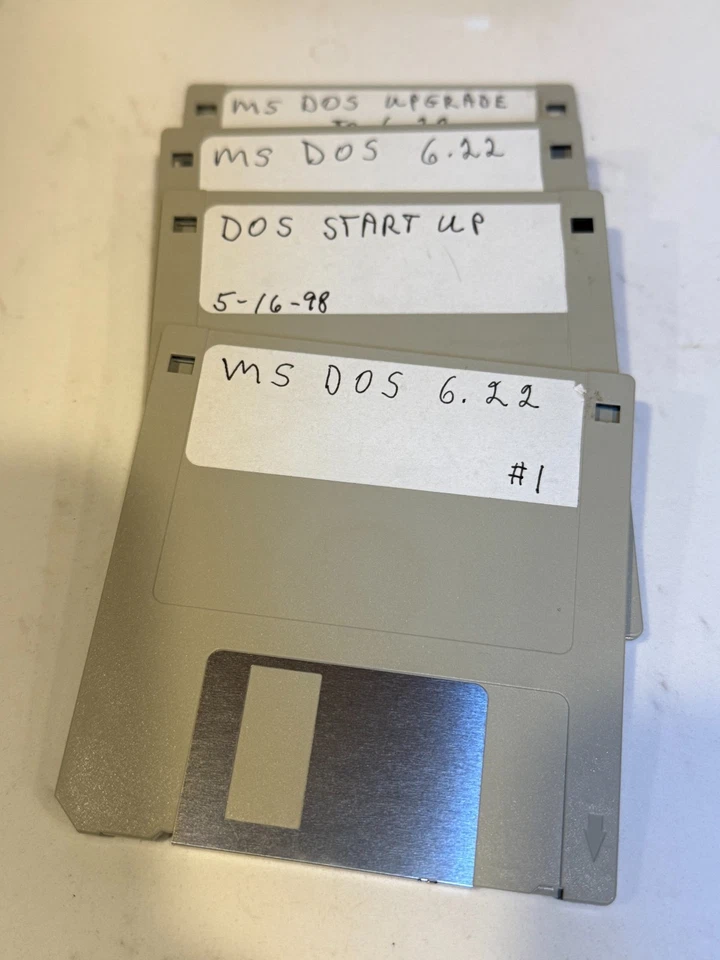 MS DOS UPGRADE
MS DOS 6.22
DOS START UP
5-16-98
MS DOS 6.22
#1